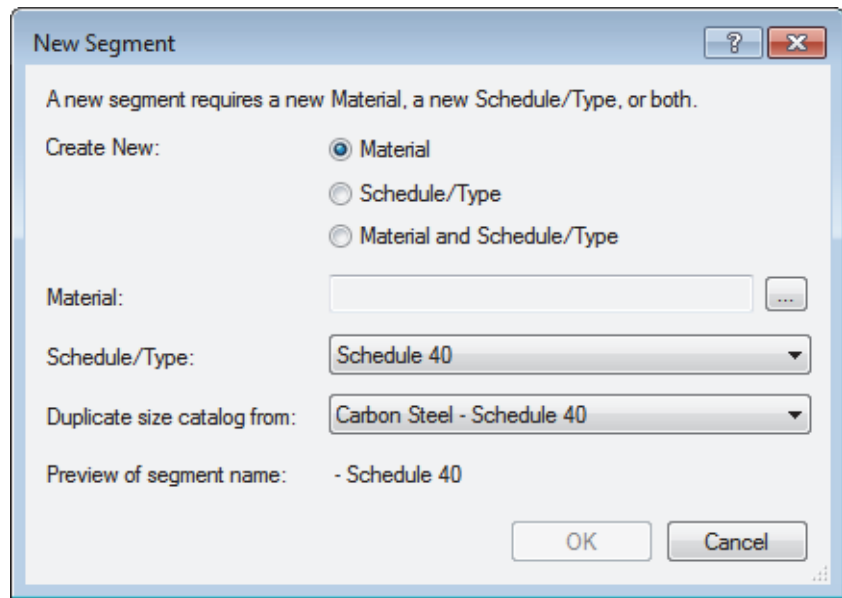 New Segment
A new segment requires a new Material, a new Schedule/Type, or both.
Create New:
Material
Schedule/Type
Material and Schedule/Type
Material:
...
Schedule/Type:
Schedule 40
Duplicate size catalog from:
Carbon Steel - Schedule 40
Preview of segment name:
- Schedule 40
OK
Cancel